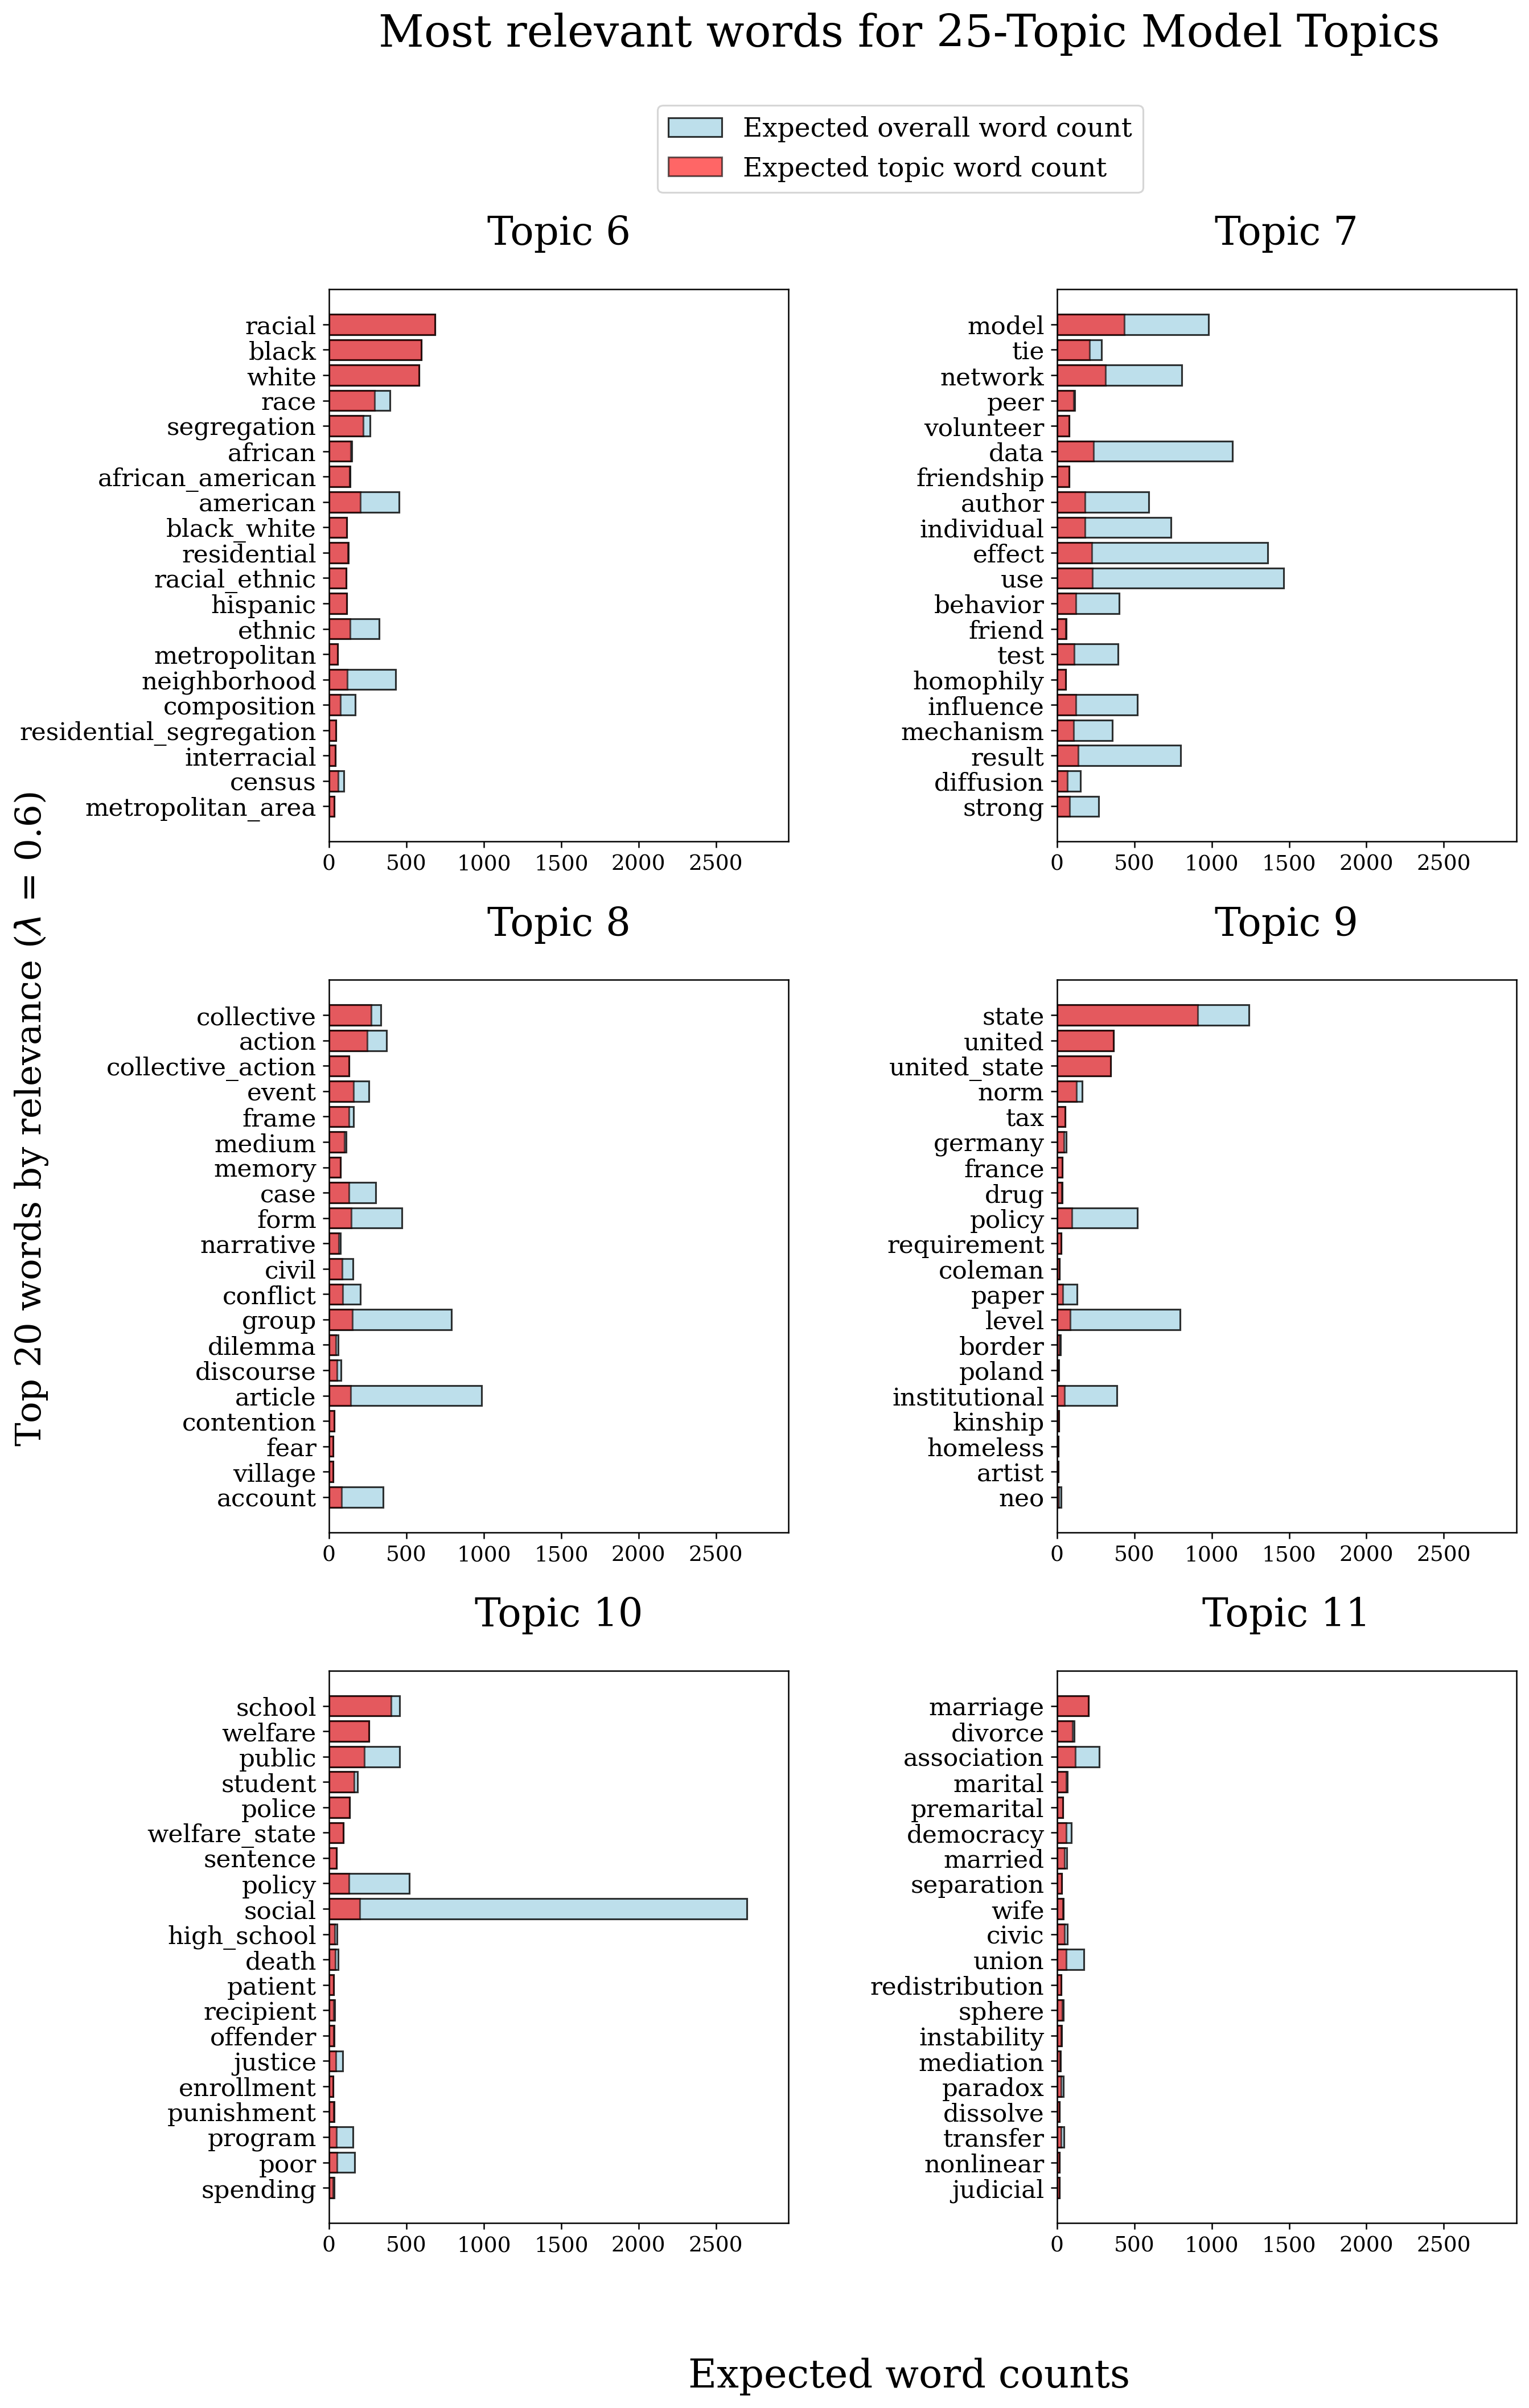 Most relevant words for 25-Topic Model Topics
Expected overall word count
Expected topic word count
Top 20 words by relevance (λ = 0.6)
Topic 6
racial
black
white
race
segregation
african
african_american
american
black_white
residential
racial_ethnic
hispanic
ethnic
metropolitan
neighborhood
composition
residential_segregation
interracial
census
metropolitan_area
0 500 1000 1500 2000 2500
Topic 7
model
tie
network
peer
volunteer
data
friendship
author
individual
effect
use
behavior
friend
test
homophily
influence
mechanism
result
diffusion
strong
0 500 1000 1500 2000 2500
Topic 8
collective
action
collective_action
event
frame
medium
memory
case
form
narrative
civil
conflict
group
dilemma
discourse
article
contention
fear
village
account
0 500 1000 1500 2000 2500
Topic 9
state
united
united_state
norm
tax
germany
france
drug
policy
requirement
coleman
paper
level
border
poland
institutional
kinship
homeless
artist
neo
0 500 1000 1500 2000 2500
Topic 10
school
welfare
public
student
police
welfare_state
sentence
policy
social
high_school
death
patient
recipient
offender
justice
enrollment
punishment
program
poor
spending
0 500 1000 1500 2000 2500
Topic 11
marriage
divorce
association
marital
premarital
democracy
married
separation
wife
civic
union
redistribution
sphere
instability
mediation
paradox
dissolve
transfer
nonlinear
judicial
0 500 1000 1500 2000 2500
Expected word counts